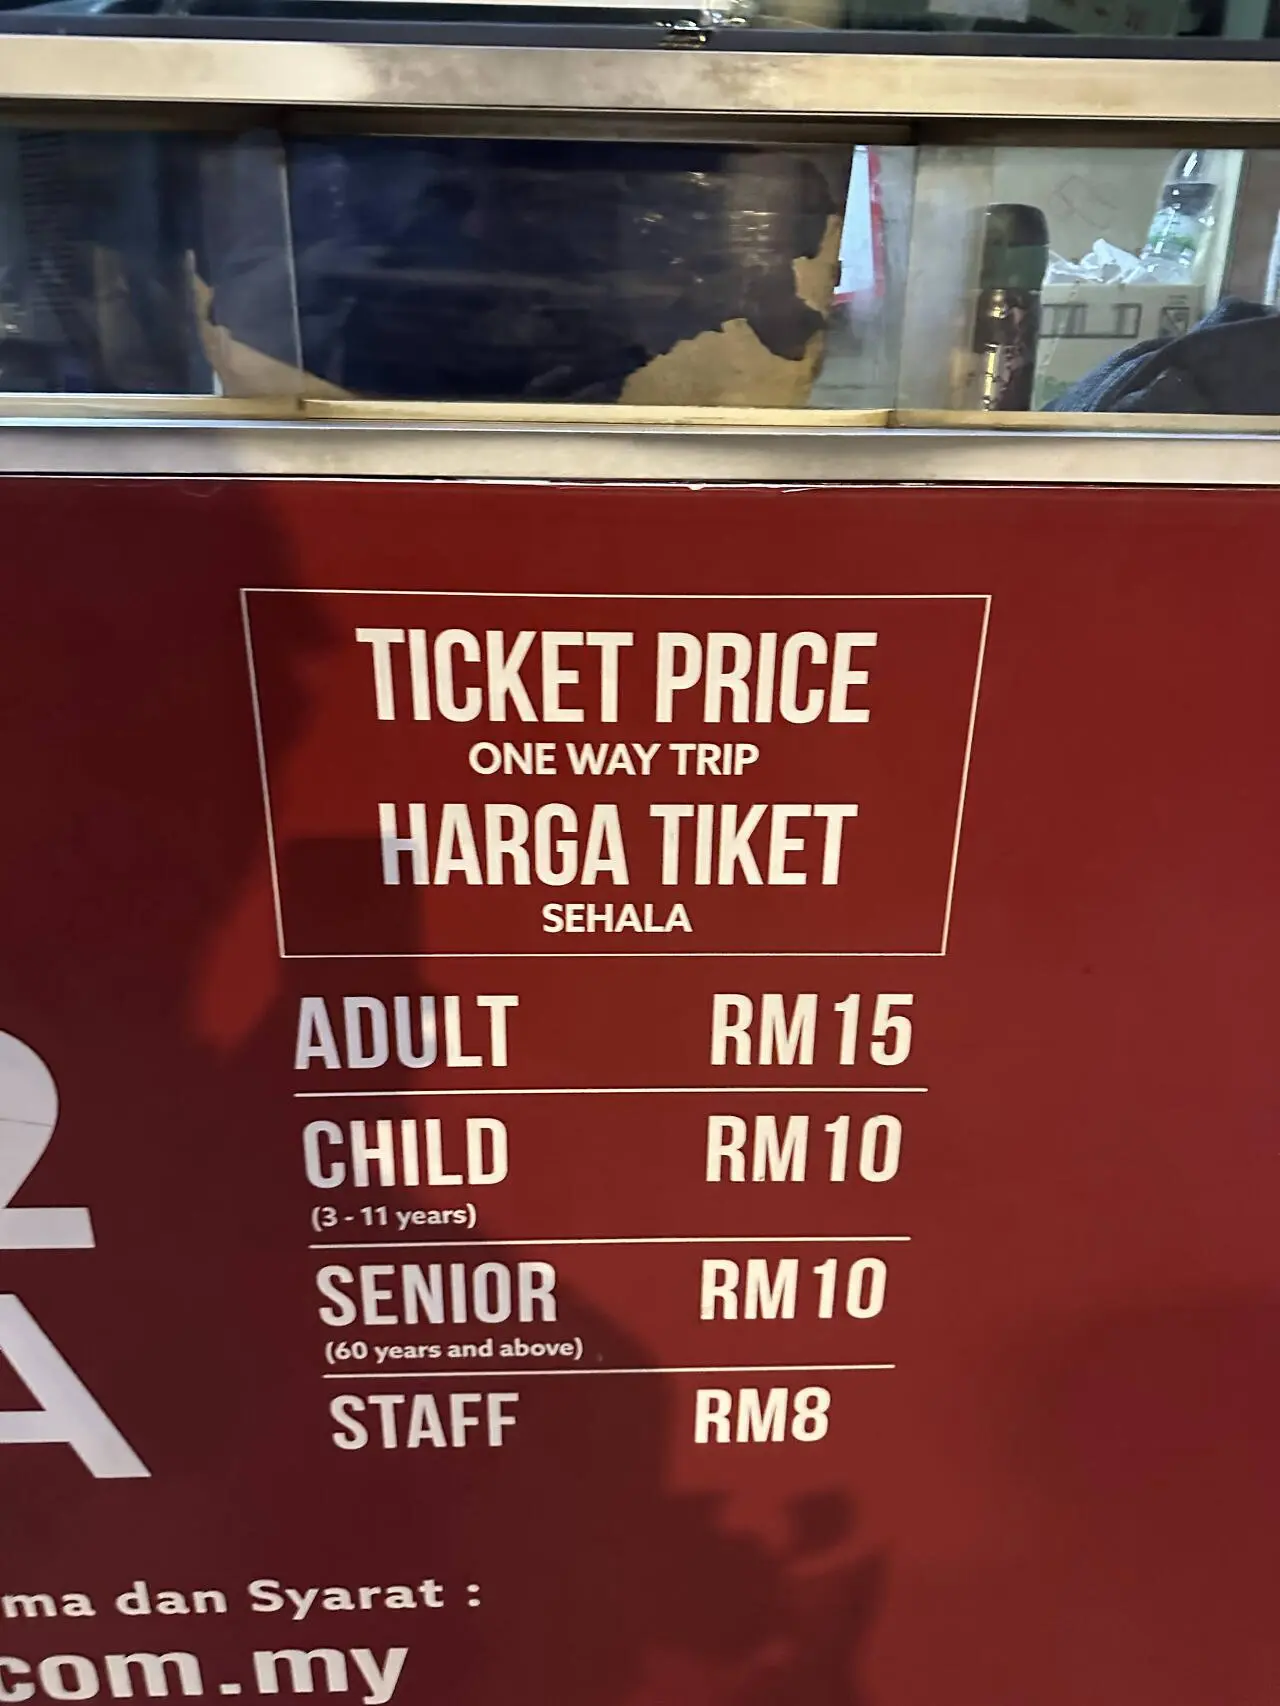 TICKET PRICE
ONE WAY TRIP
HARGA TIKET
SEHALA
ADULT RM15
CHILD RM10
(3 - 11 years)
SENIOR RM10
(60 years and above)
STAFF RM8
2
A
ma dan Syarat :
com.my